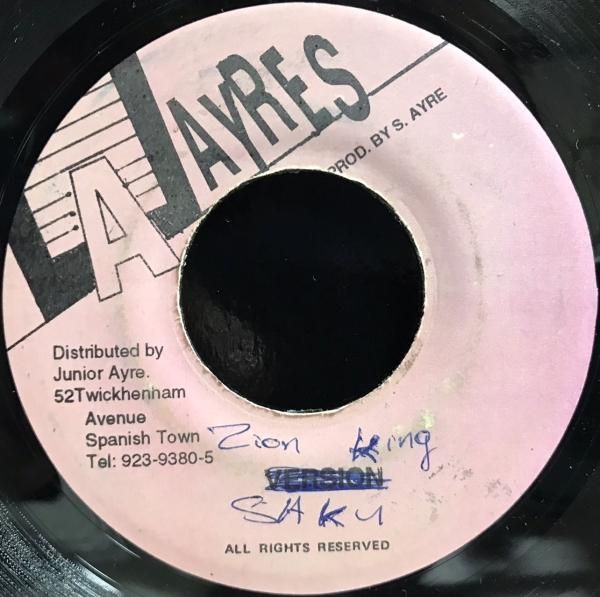 LA AYRES
PROD. BY S. AYRE
Distributed by
Junior Ayre.
52Twickhenham
Avenue
Spanish Town
Tel: 923-9380-5
Zion King
VERSION
SAKU
ALL RIGHTS RESERVED